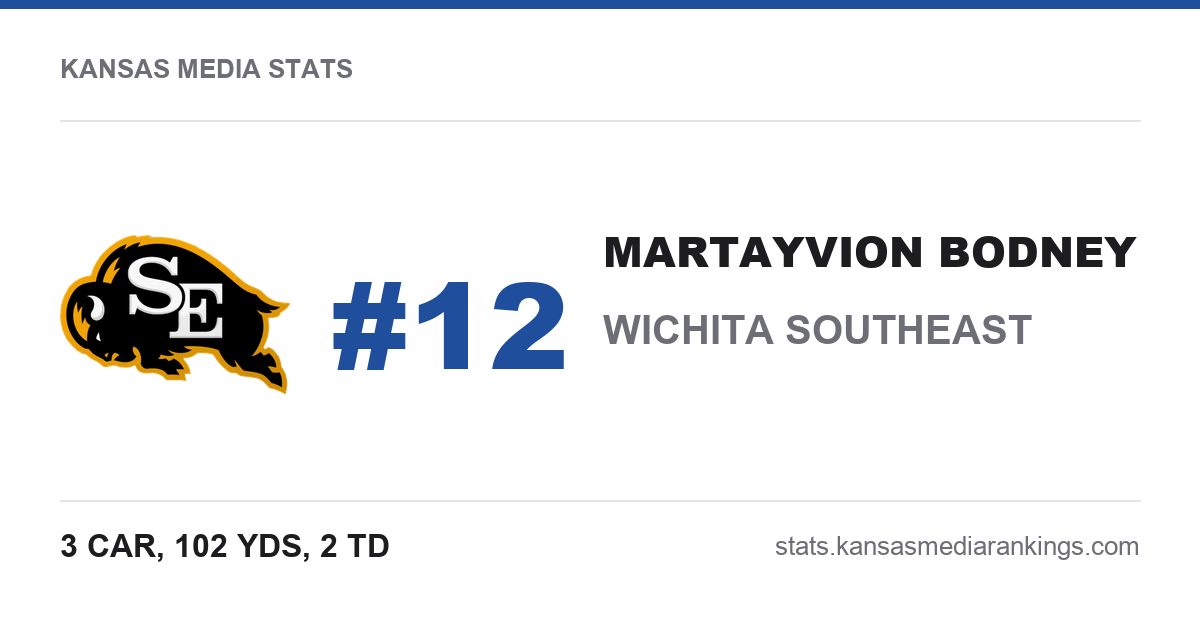 KANSAS MEDIA STATS
SE
#12
MARTAYVION BODNEY
WICHITA SOUTHEAST
3 CAR, 102 YDS, 2 TD
stats.kansasmediarankings.com